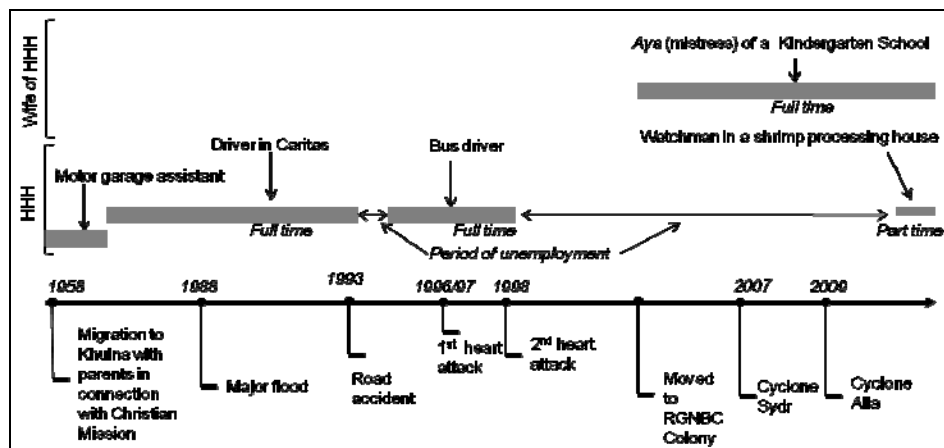 Wife of HHH
Aya (mistress) of a Kindergarten School
Full time
HHH
Driver in Caritas
Bus driver
Watchman in a shrimp processing house
Motor garage assistant
Full time
Full time
Part time
Period of unemployment
1958
1988
1993
1996/97
1998
2007
2009
Migration to
Khulna with
parents in
connection
with Christian
Mission
Major flood
Road
accident
1st heart
attack
2nd heart
attack
Moved
to
RGNBC
Colony
Cyclone
Sydr
Cyclone
Alia